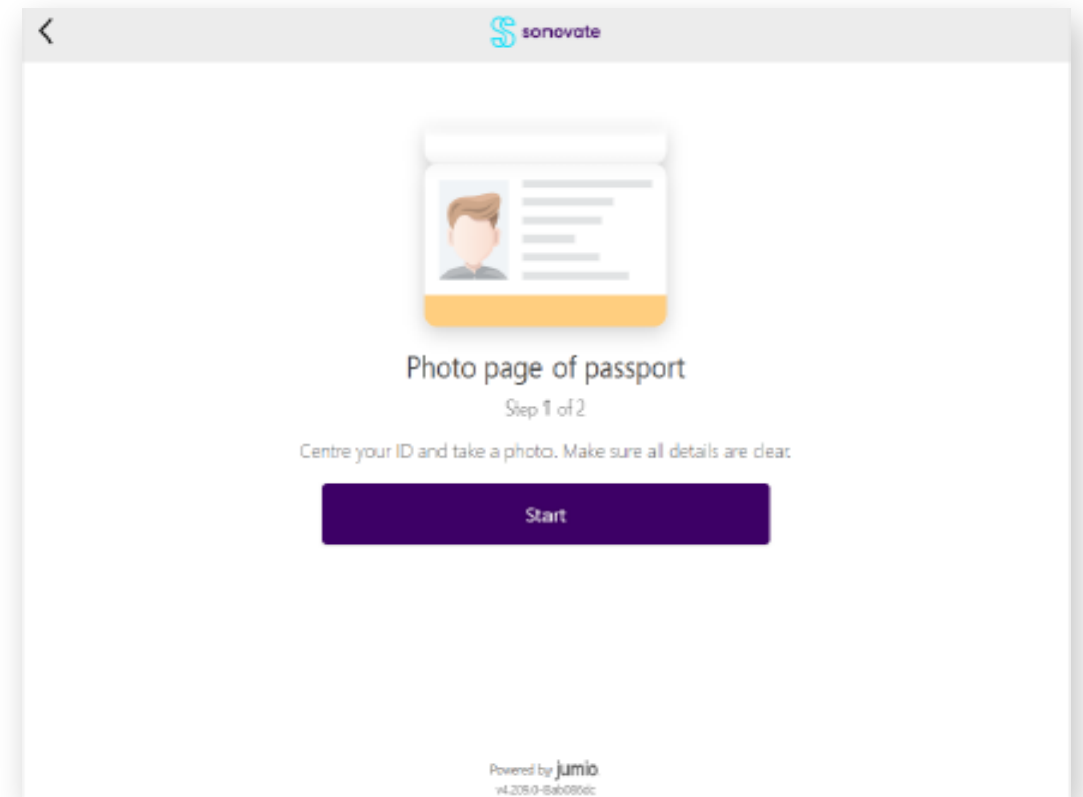 sonovate
Photo page of passport
Step 1 of 2
Centre your ID and take a photo. Make sure all details are clear.
Start
Powered by jumio